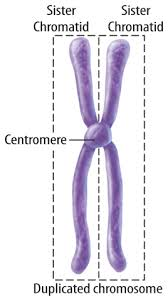 Sister Chromatid
Sister Chromatid
Centromere
Duplicated chromosome